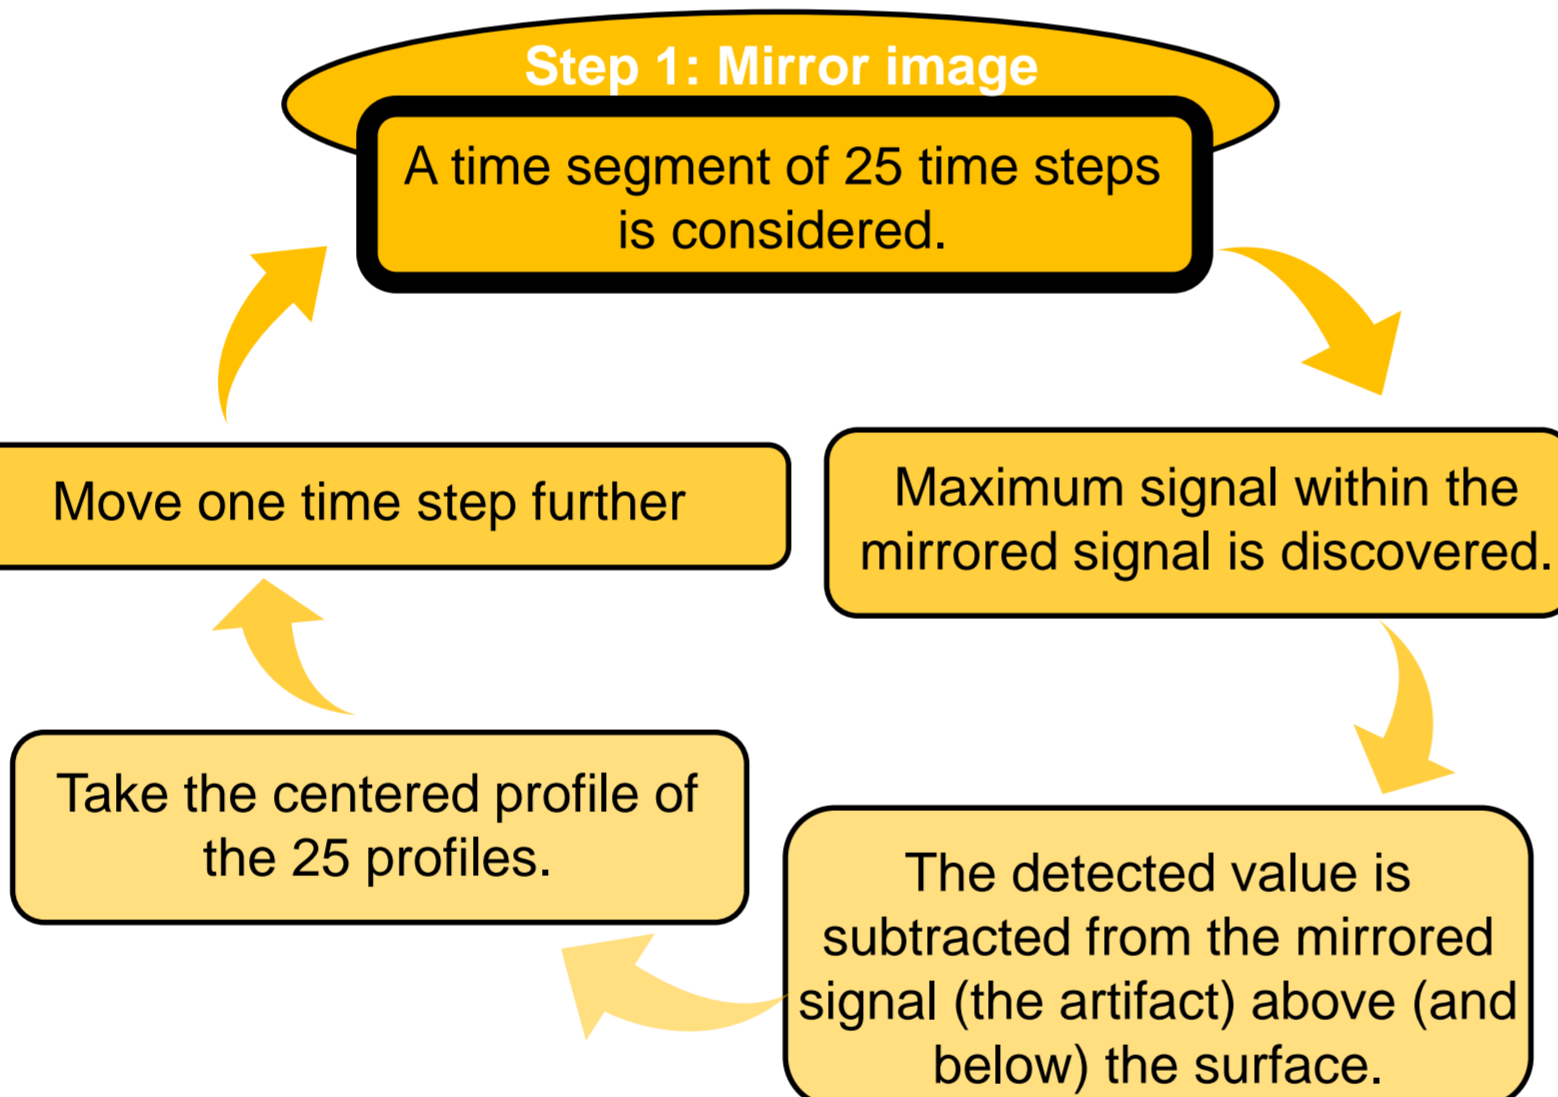 Step 1: Mirror image
A time segment of 25 time steps
is considered.
Maximum signal within the
mirrored signal is discovered.
The detected value is
subtracted from the mirrored
signal (the artifact) above (and
below) the surface.
Take the centered profile of
the 25 profiles.
Move one time step further